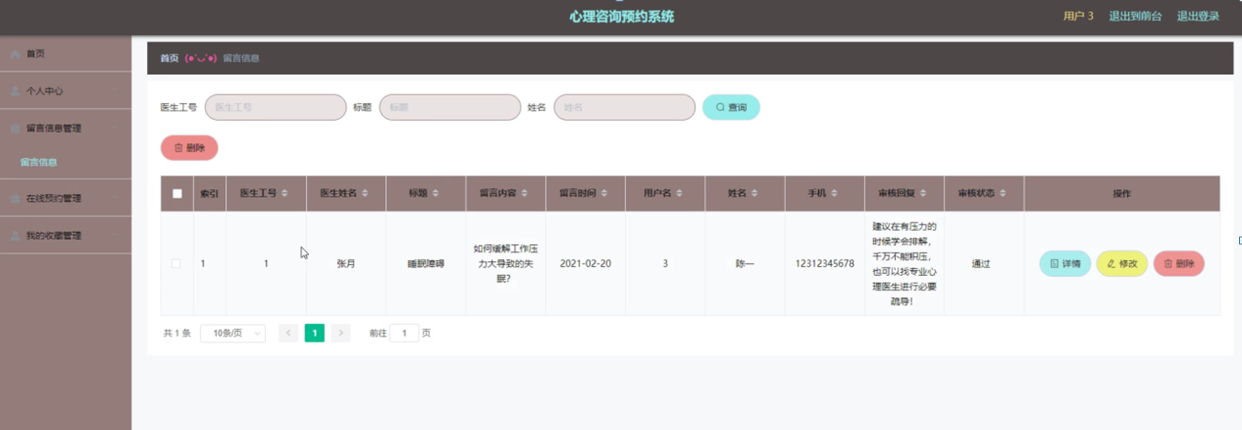 心理咨询预约系统
用户 3 退出到前台 退出登录
首页
个人中心
留言信息管理
留言信息
在线预约管理
我的收藏管理
首页 (●'◡'●) 留言信息
医生工号 医生工号 标题 标题 姓名 姓名 查询
删除
索引 医生工号 医生姓名 标题 留言内容 留言时间 用户名 姓名 手机 审核回复 审核状态 操作
1 1 张月 睡眠障碍
如何缓解工作压
力大导致的失
眠?
2021-02-20 3 陈一 12312345678
建议在有压力的
时候学会排解,
千万不能积压,
也可以找专业心
理医生进行必要
疏导!
通过 详情 修改 删除
共 1 条 10条/页 1 前往 1 页